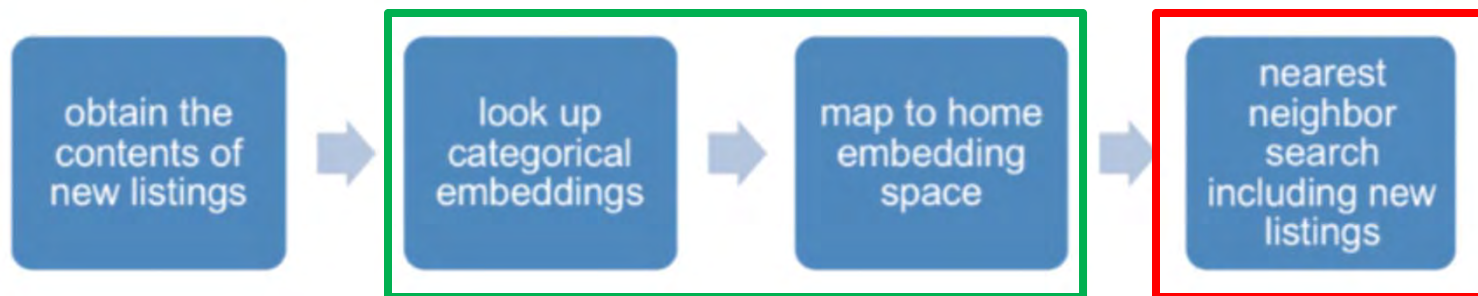 obtain the
contents of
new listings
look up
categorical
embeddings
map to home
embedding
space
nearest
neighbor
search
including new
listings